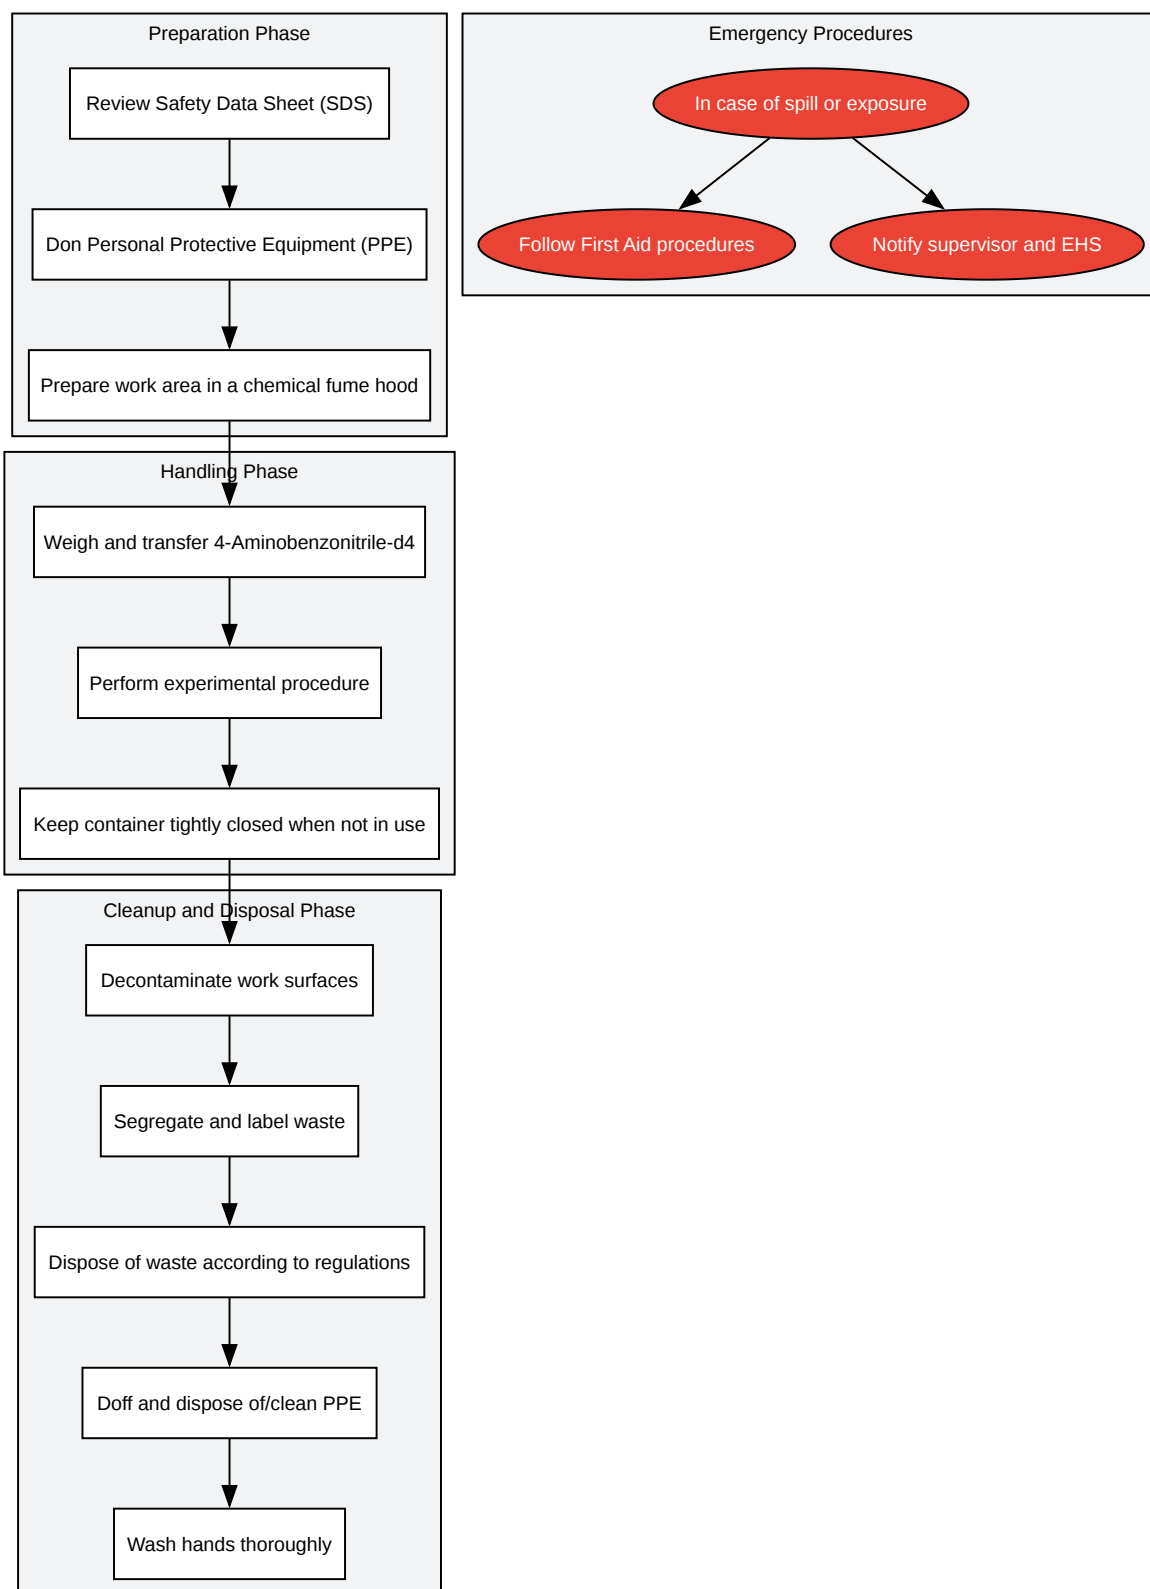 Preparation Phase
Review Safety Data Sheet (SDS)
Don Personal Protective Equipment (PPE)
Prepare work area in a chemical fume hood
Emergency Procedures
In case of spill or exposure
Follow First Aid procedures
Notify supervisor and EHS
Handling Phase
Weigh and transfer 4-Aminobenzonitrile-d4
Perform experimental procedure
Keep container tightly closed when not in use
Cleanup and Disposal Phase
Decontaminate work surfaces
Segregate and label waste
Dispose of waste according to regulations
Doff and dispose of/clean PPE
Wash hands thoroughly